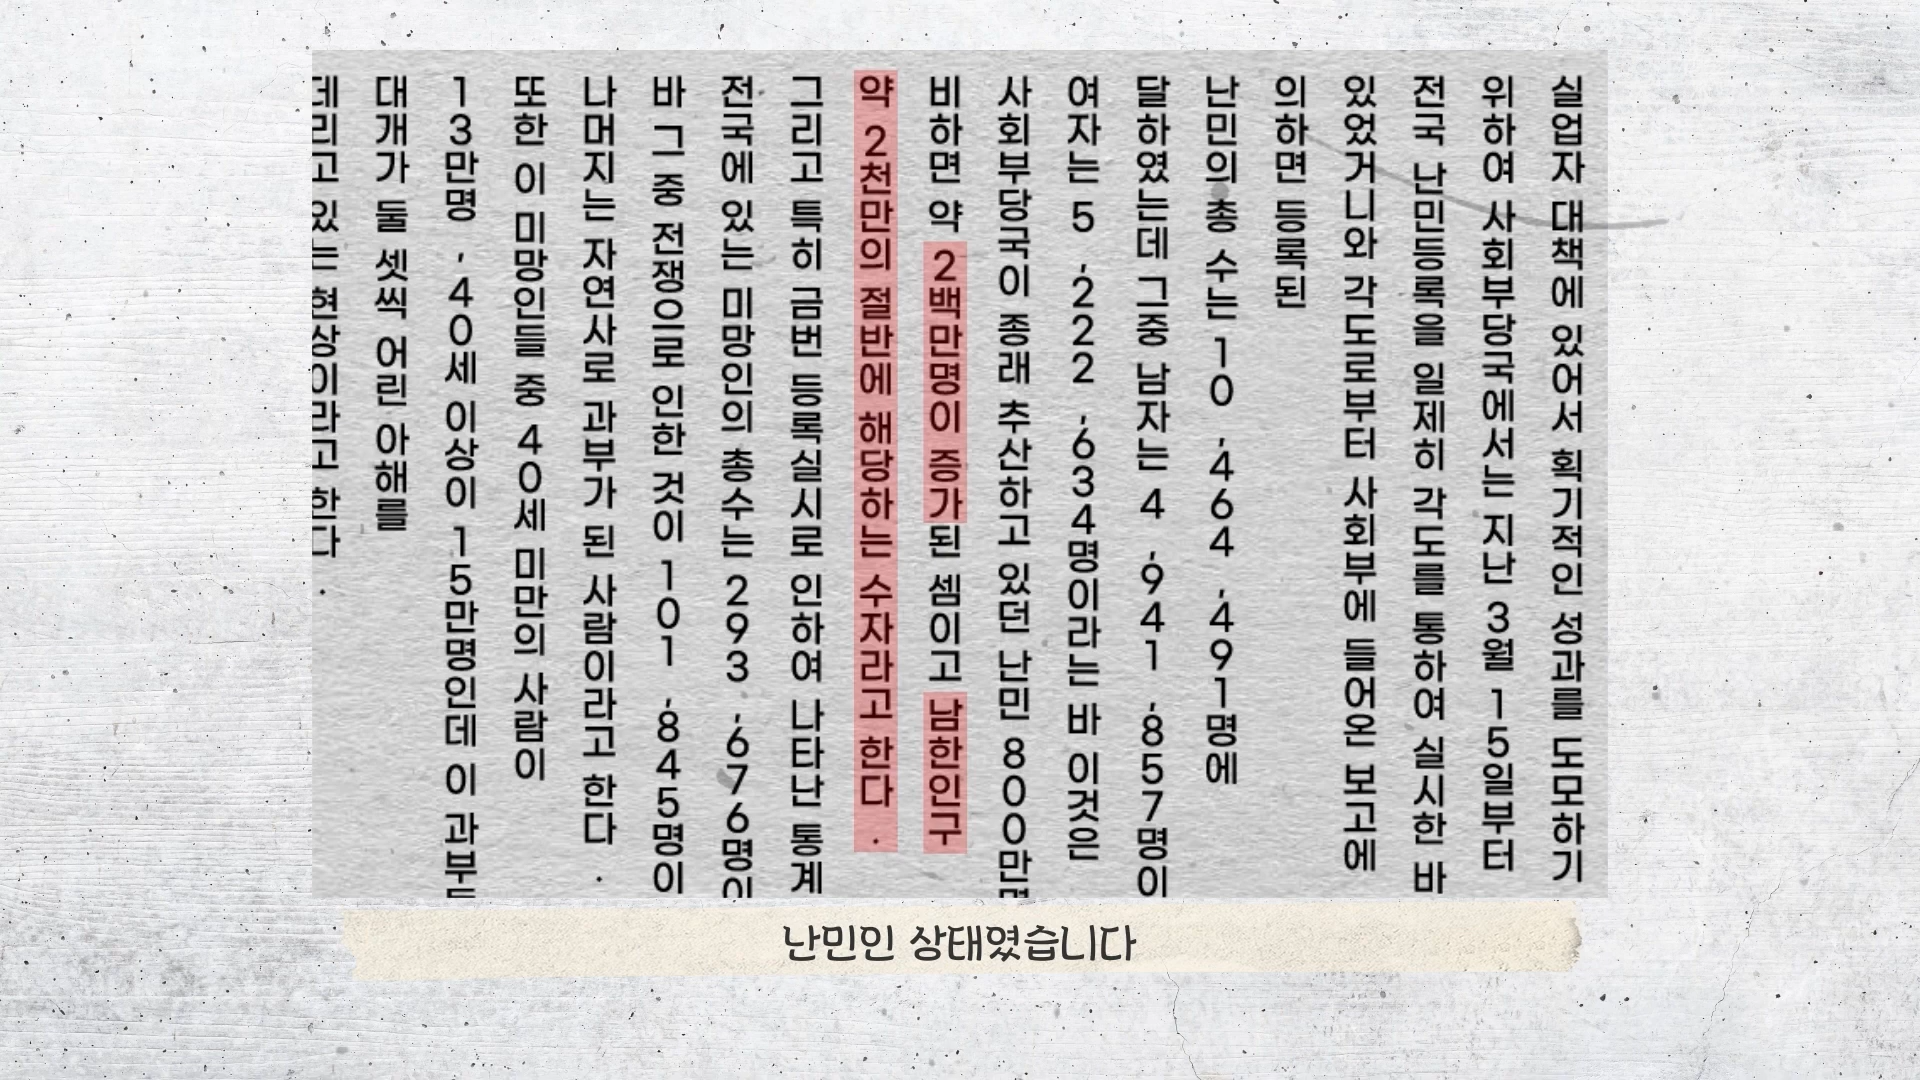 실업자 대책에 있어서 획기적인 성과를 도모하기
위하여 사회부당국에서는 지난 3월 15일부터
전국 난민등록을 일제히 각도를 통하여 실시한 바
있었거니와 각도로부터 사회부에 들어온 보고에
의하면 등록된
난민의 총 수는 10,464,491명에
달하였는데 그중 남자는 4,941,857명이
여자는 5,222,634명이라는 바 이것은
사회부당국이 종래 추산하고 있던 난민 800만명
비하면 약 2백만명이 증가된 셈이고 남한인구
약 2천만의 절반에 해당하는 수자라고 한다.
그리고 특히 금번 등록실시로 인하여 나타난 통계
전국에 있는 미망인의 총수는 293,676명이
바 그 중 전쟁으로 인한 것이 101,845명이
나머지는 자연사로 과부가 된 사람이라고 한다.
또한 이 미망인들 중 40세 미만의 사람이
13만명,40세 이상이 15만명인데 이 과부
대개가 둘 셋씩 어린 아해를
데리고 있는 현상이라고 한다.
난민인 상태였습니다